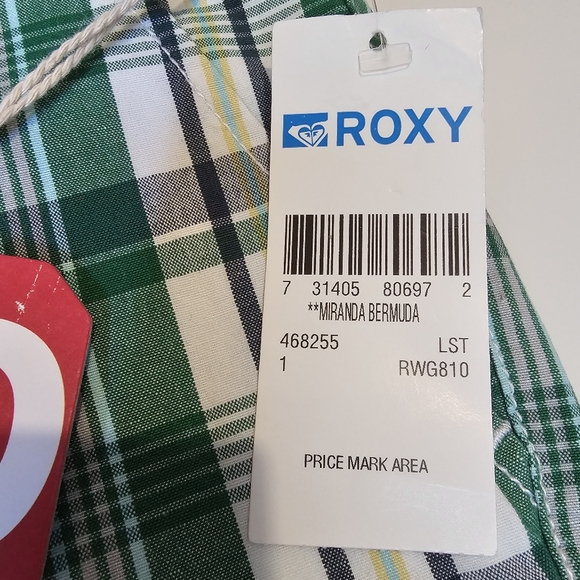 ROXY
7 31405 80697 2
**MIRANDA BERMUDA
468255 LST
1 RWG810
PRICE MARK AREA